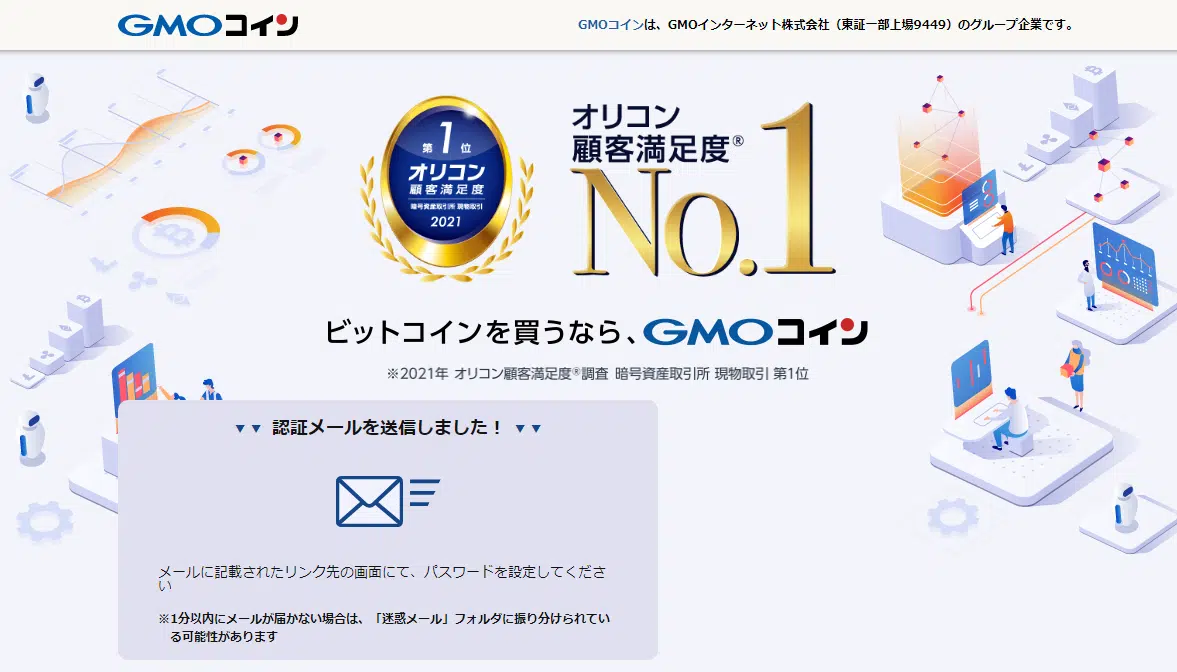 GMOコイン
GMOコインは、GMOインターネット株式会社（東証一部上場9449）のグループ企業です。
第1位
オリコン
顧客満足度
暗号資産取引所 現物取引
2021
オリコン
顧客満足度®
No.1
ビットコインを買うなら、GMOコイン
※2021年 オリコン顧客満足度®調査 暗号資産取引所 現物取引 第1位
▼▼ 認証メールを送信しました！ ▼▼
メールに記載されたリンク先の画面にて、パスワードを設定してくださ
い
※1分以内にメールが届かない場合は、「迷惑メール」フォルダに振り分けられてい
る可能性があります